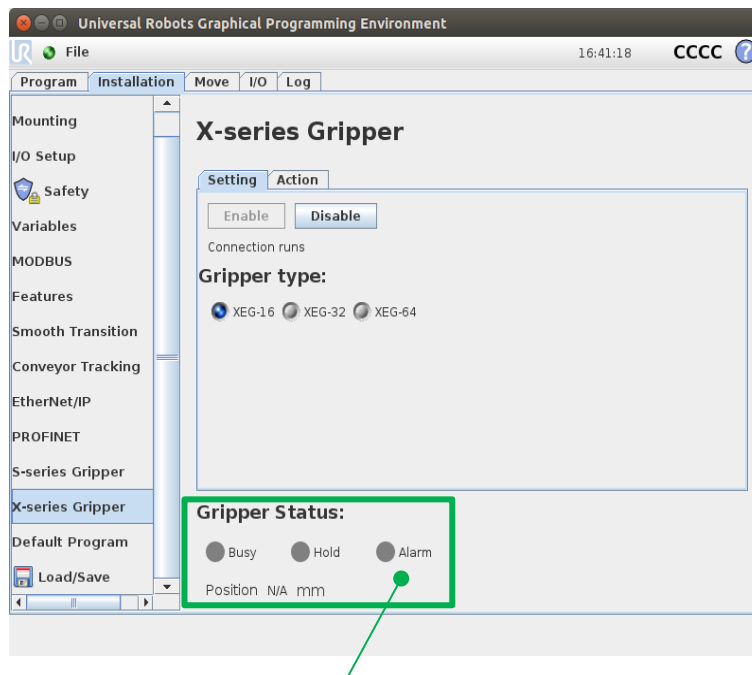 Universal Robots Graphical Programming Environment
UR File 16:41:18 CCCC ?
Program Installation Move I/O Log
Mounting
I/O Setup
Safety
Variables
MODBUS
Features
Smooth Transition
Conveyor Tracking
EtherNet/IP
PROFINET
S-series Gripper
X-series Gripper
Default Program
Load/Save
X-series Gripper
Setting Action
Enable Disable
Connection runs
Gripper type:
XEG-16 XEG-32 XEG-64
Gripper Status:
Busy Hold Alarm
Position N/A mm